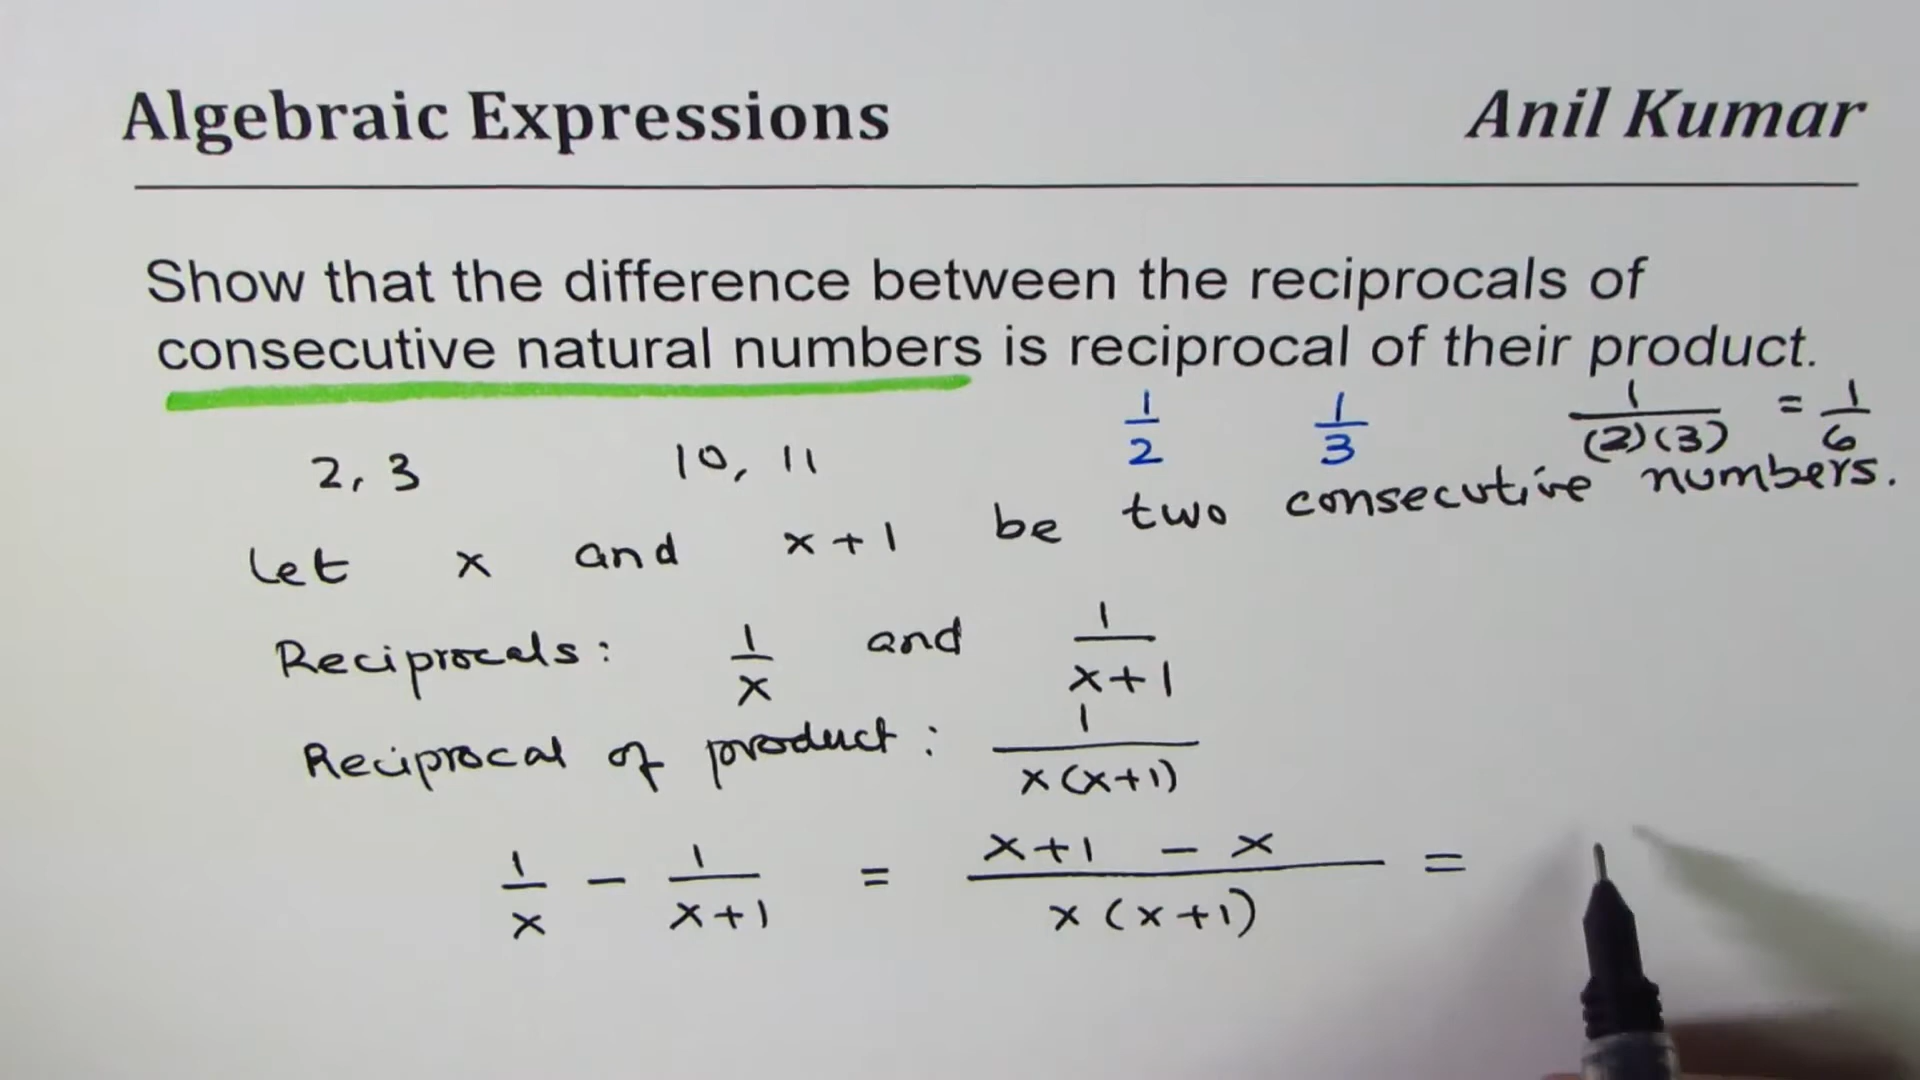 Algebraic Expressions Anil Kumar
Show that the difference between the reciprocals of
consecutive natural numbers is reciprocal of their product.
2, 3 10, 11 1/2 1/3 1/((2)(3)) = 1/6
Let x and x+1 be two consecutive numbers.
Reciprocals: 1/x and 1/(x+1)
Reciprocal of product: 1/(x(x+1))
1/x - 1/(x+1) = (x+1 - x)/(x(x+1)) =